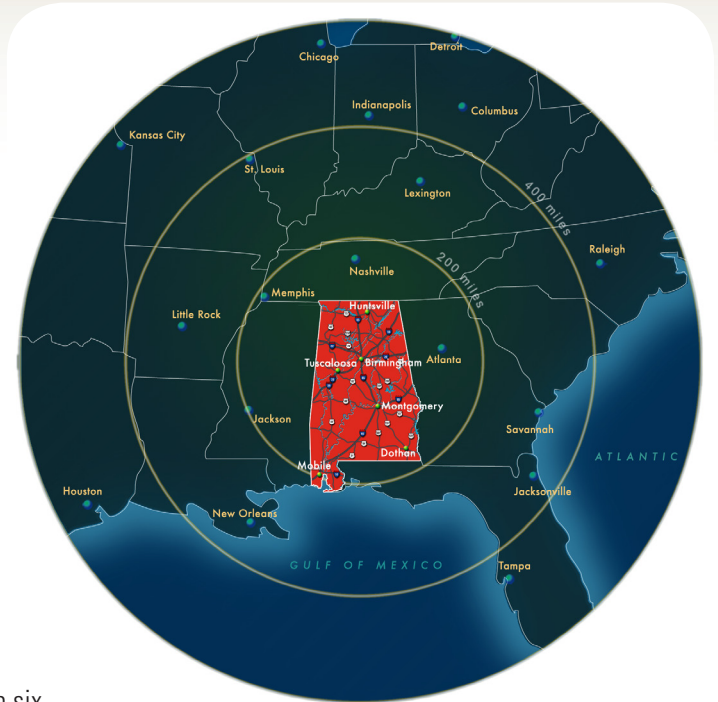 Detroit
Chicago
Indianapolis
Columbus
Kansas City
St. Louis
Lexington
400 miles
Raleigh
200 miles
Nashville
Memphis
Huntsville
Little Rock
Atlanta
Tuscaloosa
Birmingham
Montgomery
Jackson
Savannah
Dothan
ATLANTIC
Mobile
Houston
Jacksonville
New Orleans
GULF OF MEXICO
Tampa
six